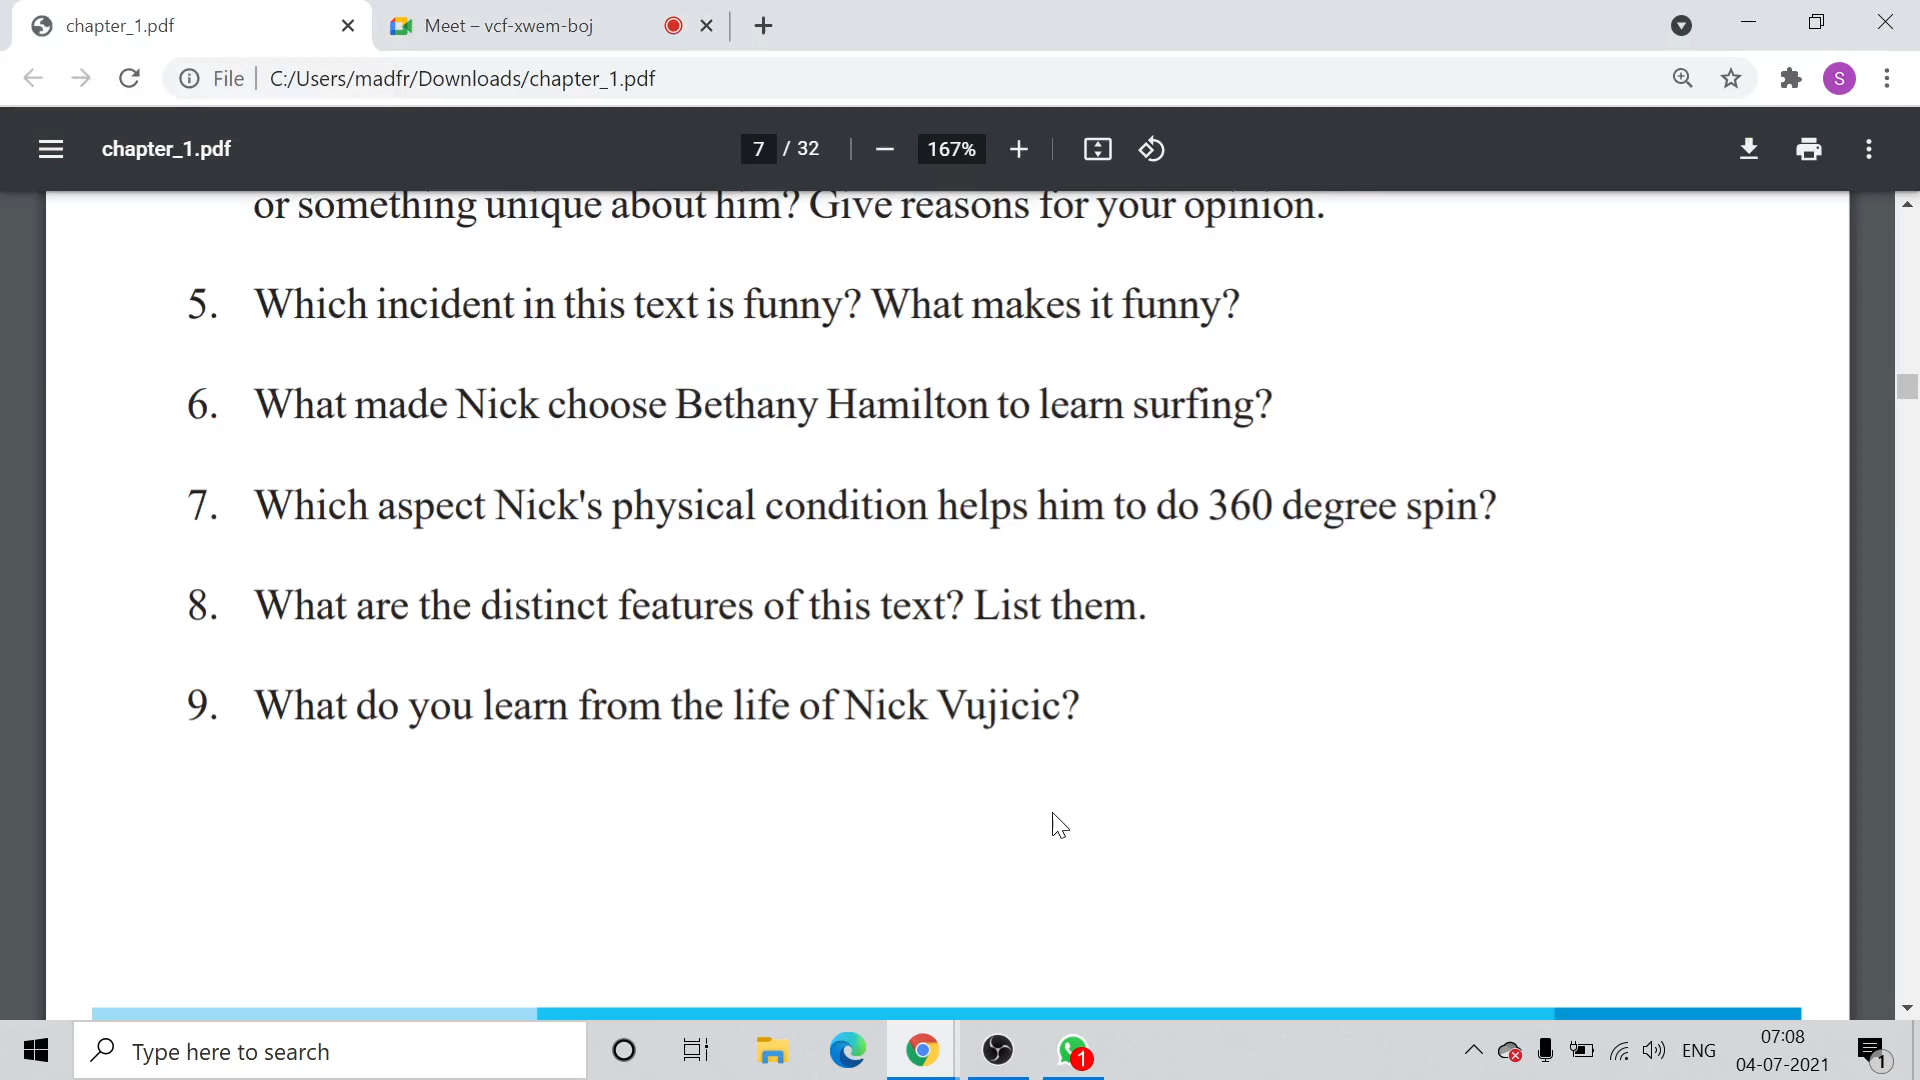 chapter_1.pdf
Meet – vcf-xwem-boj
File
C:/Users/madfr/Downloads/chapter_1.pdf
S
chapter_1.pdf
7 / 32
167%
or something unique about him? Give reasons for your opinion.
5. Which incident in this text is funny? What makes it funny?
6. What made Nick choose Bethany Hamilton to learn surfing?
7. Which aspect Nick's physical condition helps him to do 360 degree spin?
8. What are the distinct features of this text? List them.
9. What do you learn from the life of Nick Vujicic?
Type here to search
1
ENG
07:08
04-07-2021
1